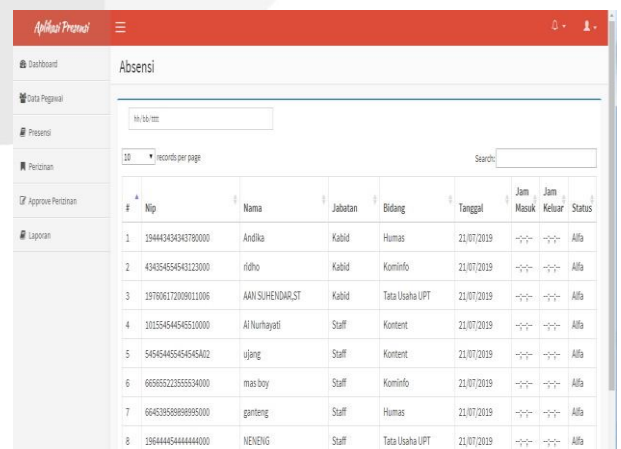 Aplikasi Presensi
Dashboard
Data Pegawai
Presensi
Perizinan
Approve Perizinan
Laporan
Absensi
hh/bb/tttt
10 records per page Search:
# Nip Nama Jabatan Bidang Tanggal Jam Masuk Jam Keluar Status
1 194443434343780000 Andika Kabid Humas 21/07/2019 --:--:-- --:--:-- Alfa
2 434354554543123000 ridho Kabid Kominfo 21/07/2019 --:--:-- --:--:-- Alfa
3 197606172009011006 AAN SUHENDAR,ST Kabid Tata Usaha UPT 21/07/2019 --:--:-- --:--:-- Alfa
4 101554544545510000 Al Nurhayati Staff Kontent 21/07/2019 --:--:-- --:--:-- Alfa
5 545454455454545A02 ujang Staff Kontent 21/07/2019 --:--:-- --:--:-- Alfa
6 665655223555534000 mas boy Staff Kominfo 21/07/2019 --:--:-- --:--:-- Alfa
7 664539589898995000 ganteng Staff Humas 21/07/2019 --:--:-- --:--:-- Alfa
8 196444454444444000 NENENG Staff Tata Usaha UPT 21/07/2019 --:--:-- --:--:-- Alfa